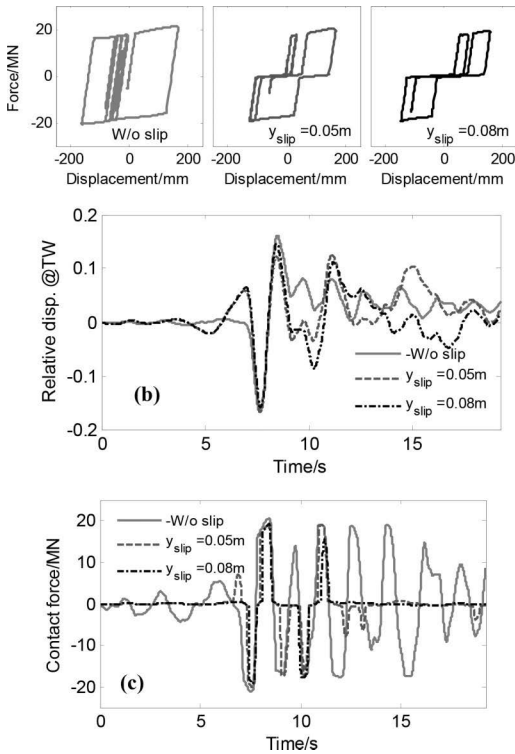 Force/MN
20
0
-20
W/o slip
y_slip =0.05m
y_slip =0.08m
-200 0 200
-200 0 200
-200 0 200
Displacement/mm
Displacement/mm
Displacement/mm
Relative disp. @TW
0.2
0.1
0
-0.1
-0.2
-W/o slip
y_slip =0.05m
y_slip =0.08m
(b)
0 5 10 15
Time/s
Contact force/MN
20
10
0
-10
-20
-W/o slip
y_slip =0.05m
y_slip =0.08m
(c)
0 5 10 15
Time/s